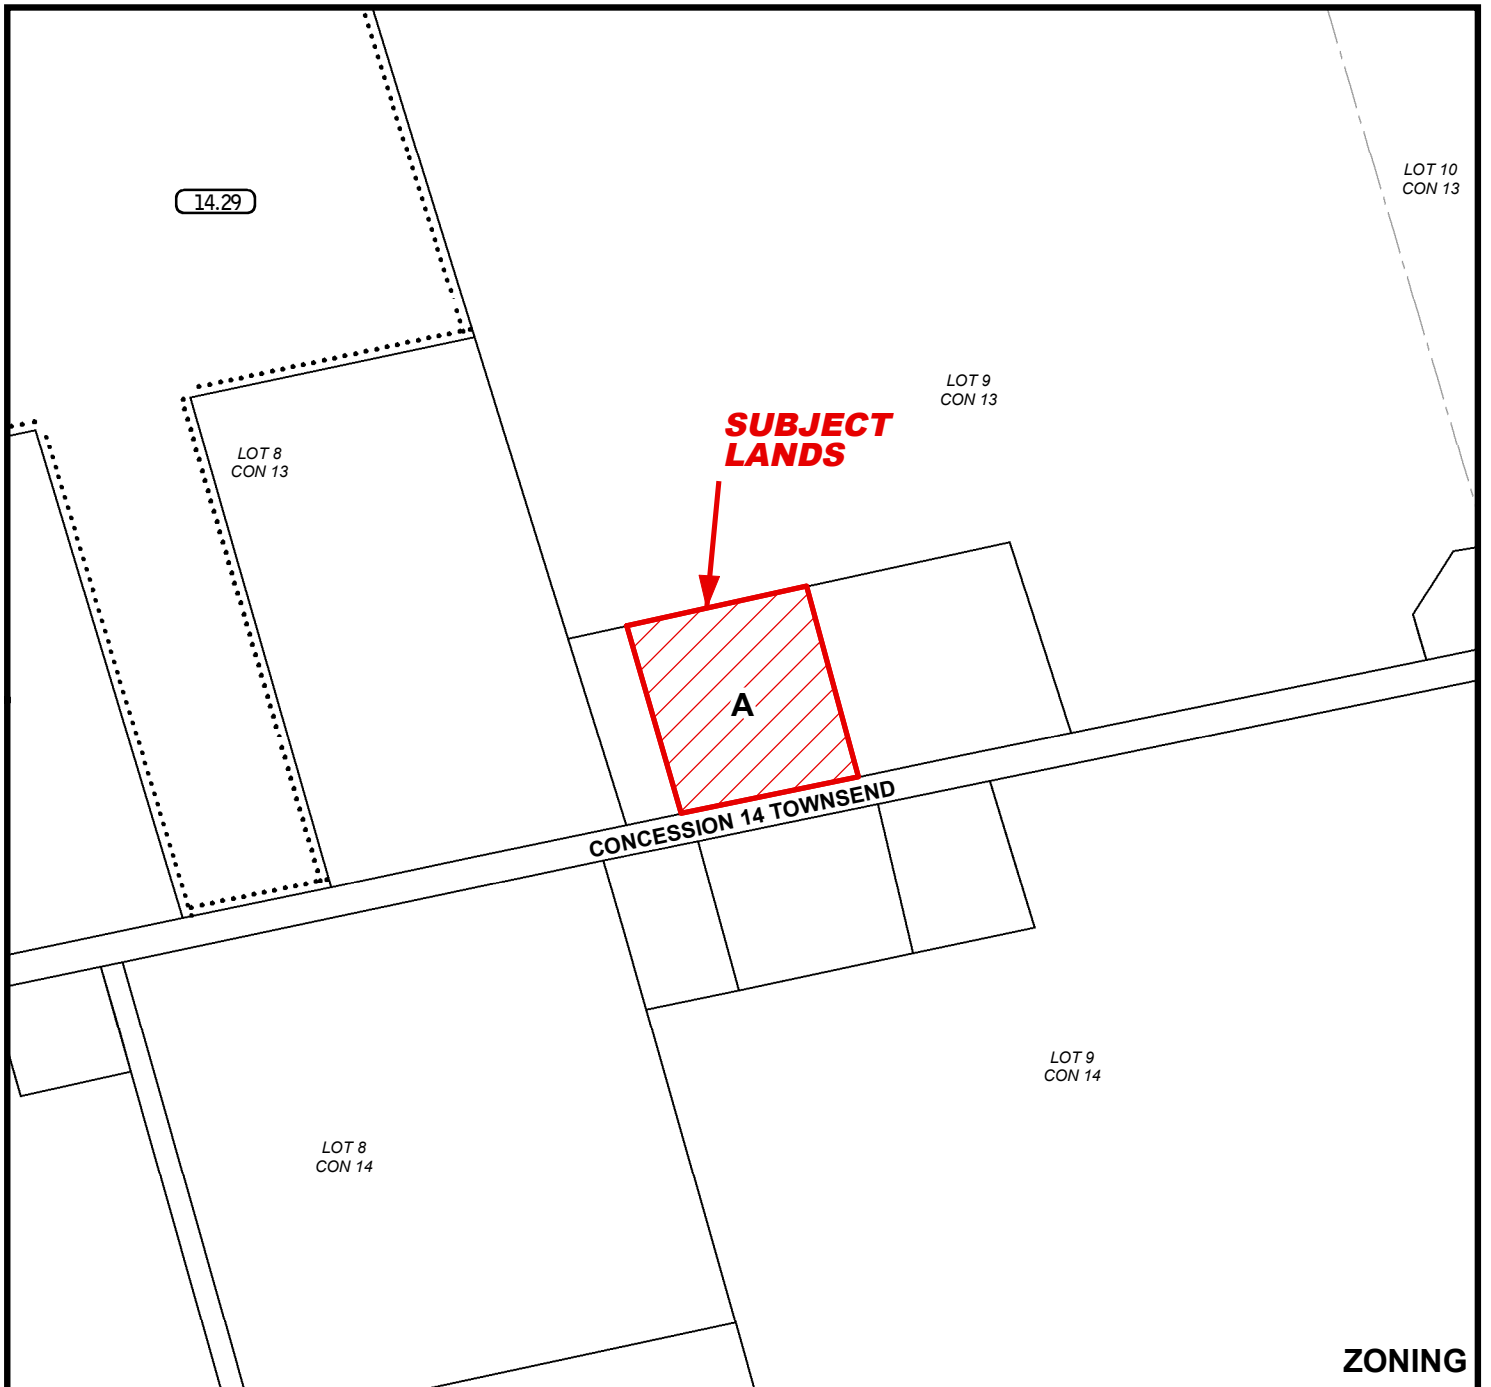 LOT 10
CON 13
14.29
LOT 9
CON 13
SUBJECT
LANDS
LOT 8
CON 13
A
CONCESSION 14 TOWNSEND
LOT 9
CON 14
LOT 8
CON 14
ZONING